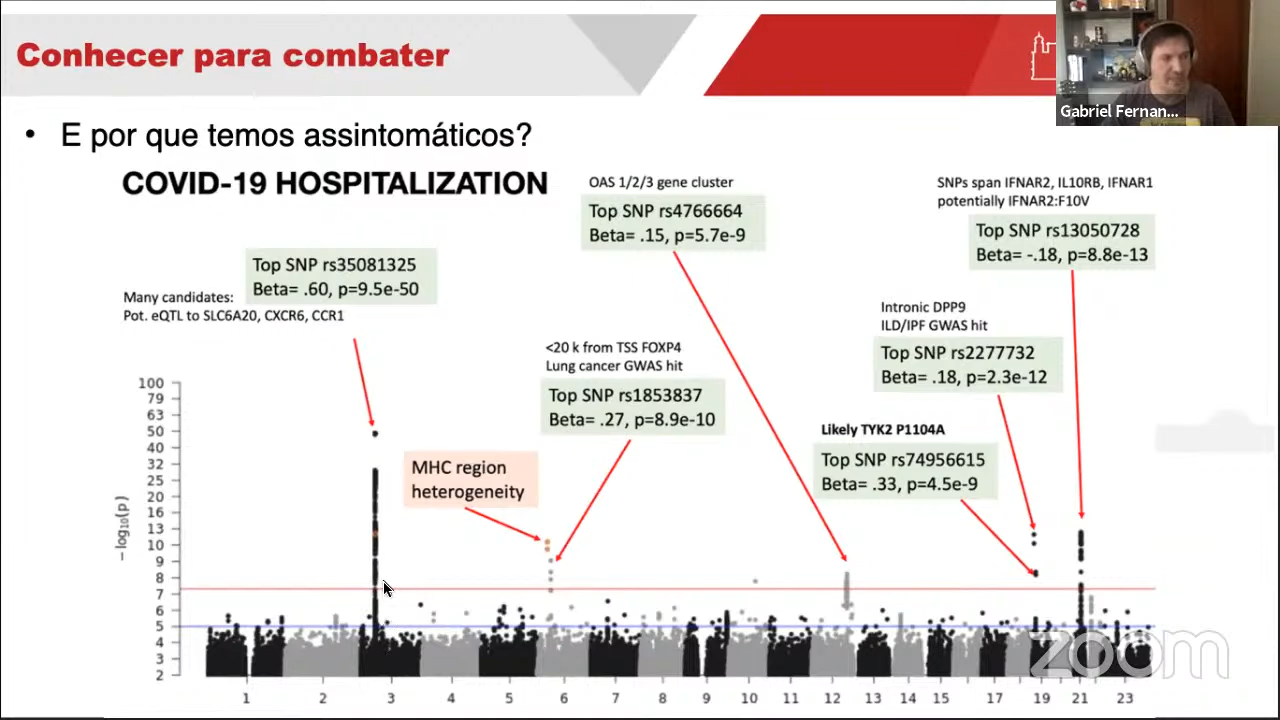 Conhecer para combater
Gabriel Fernan...
• E por que temos assintomáticos?
COVID-19 HOSPITALIZATION
OAS 1/2/3 gene cluster
Top SNP rs4766664
Beta= .15, p=5.7e-9
SNPs span IFNAR2, IL10RB, IFNAR1
potentially IFNAR2:F10V
Top SNP rs13050728
Beta= -.18, p=8.8e-13
Top SNP rs35081325
Beta= .60, p=9.5e-50
Many candidates:
Pot. eQTL to SLC6A20, CXCR6, CCR1
Intronic DPP9
ILD/IPF GWAS hit
Top SNP rs2277732
Beta= .18, p=2.3e-12
<20 k from TSS FOXP4
Lung cancer GWAS hit
Top SNP rs1853837
Beta= .27, p=8.9e-10
Likely TYK2 P1104A
Top SNP rs74956615
Beta= .33, p=4.5e-9
MHC region
heterogeneity
− log10(p)
100
79
63
50
40
32
25
20
16
13
10
9
8
7
6
5
4
3
2
1 2 3 4 5 6 7 8 9 10 11 12 13 14 15 17 19 21 23
zoom